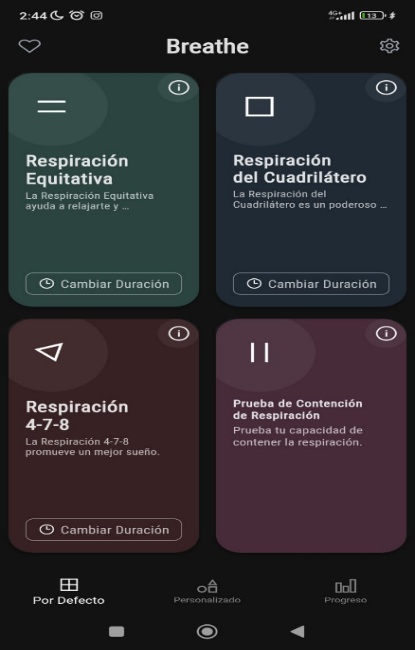 2:44
4G+
13
Breathe
Respiración
Equitativa
La Respiración Equitativa
ayuda a relajarte y ...
Cambiar Duración
Respiración
del Cuadrilátero
La Respiración del
Cuadrilátero es un poderoso ...
Cambiar Duración
Respiración
4-7-8
La Respiración 4-7-8
promueve un mejor sueño.
Cambiar Duración
Prueba de Contención
de Respiración
Prueba tu capacidad de
contener la respiración.
Por Defecto
Personalizado
Progreso